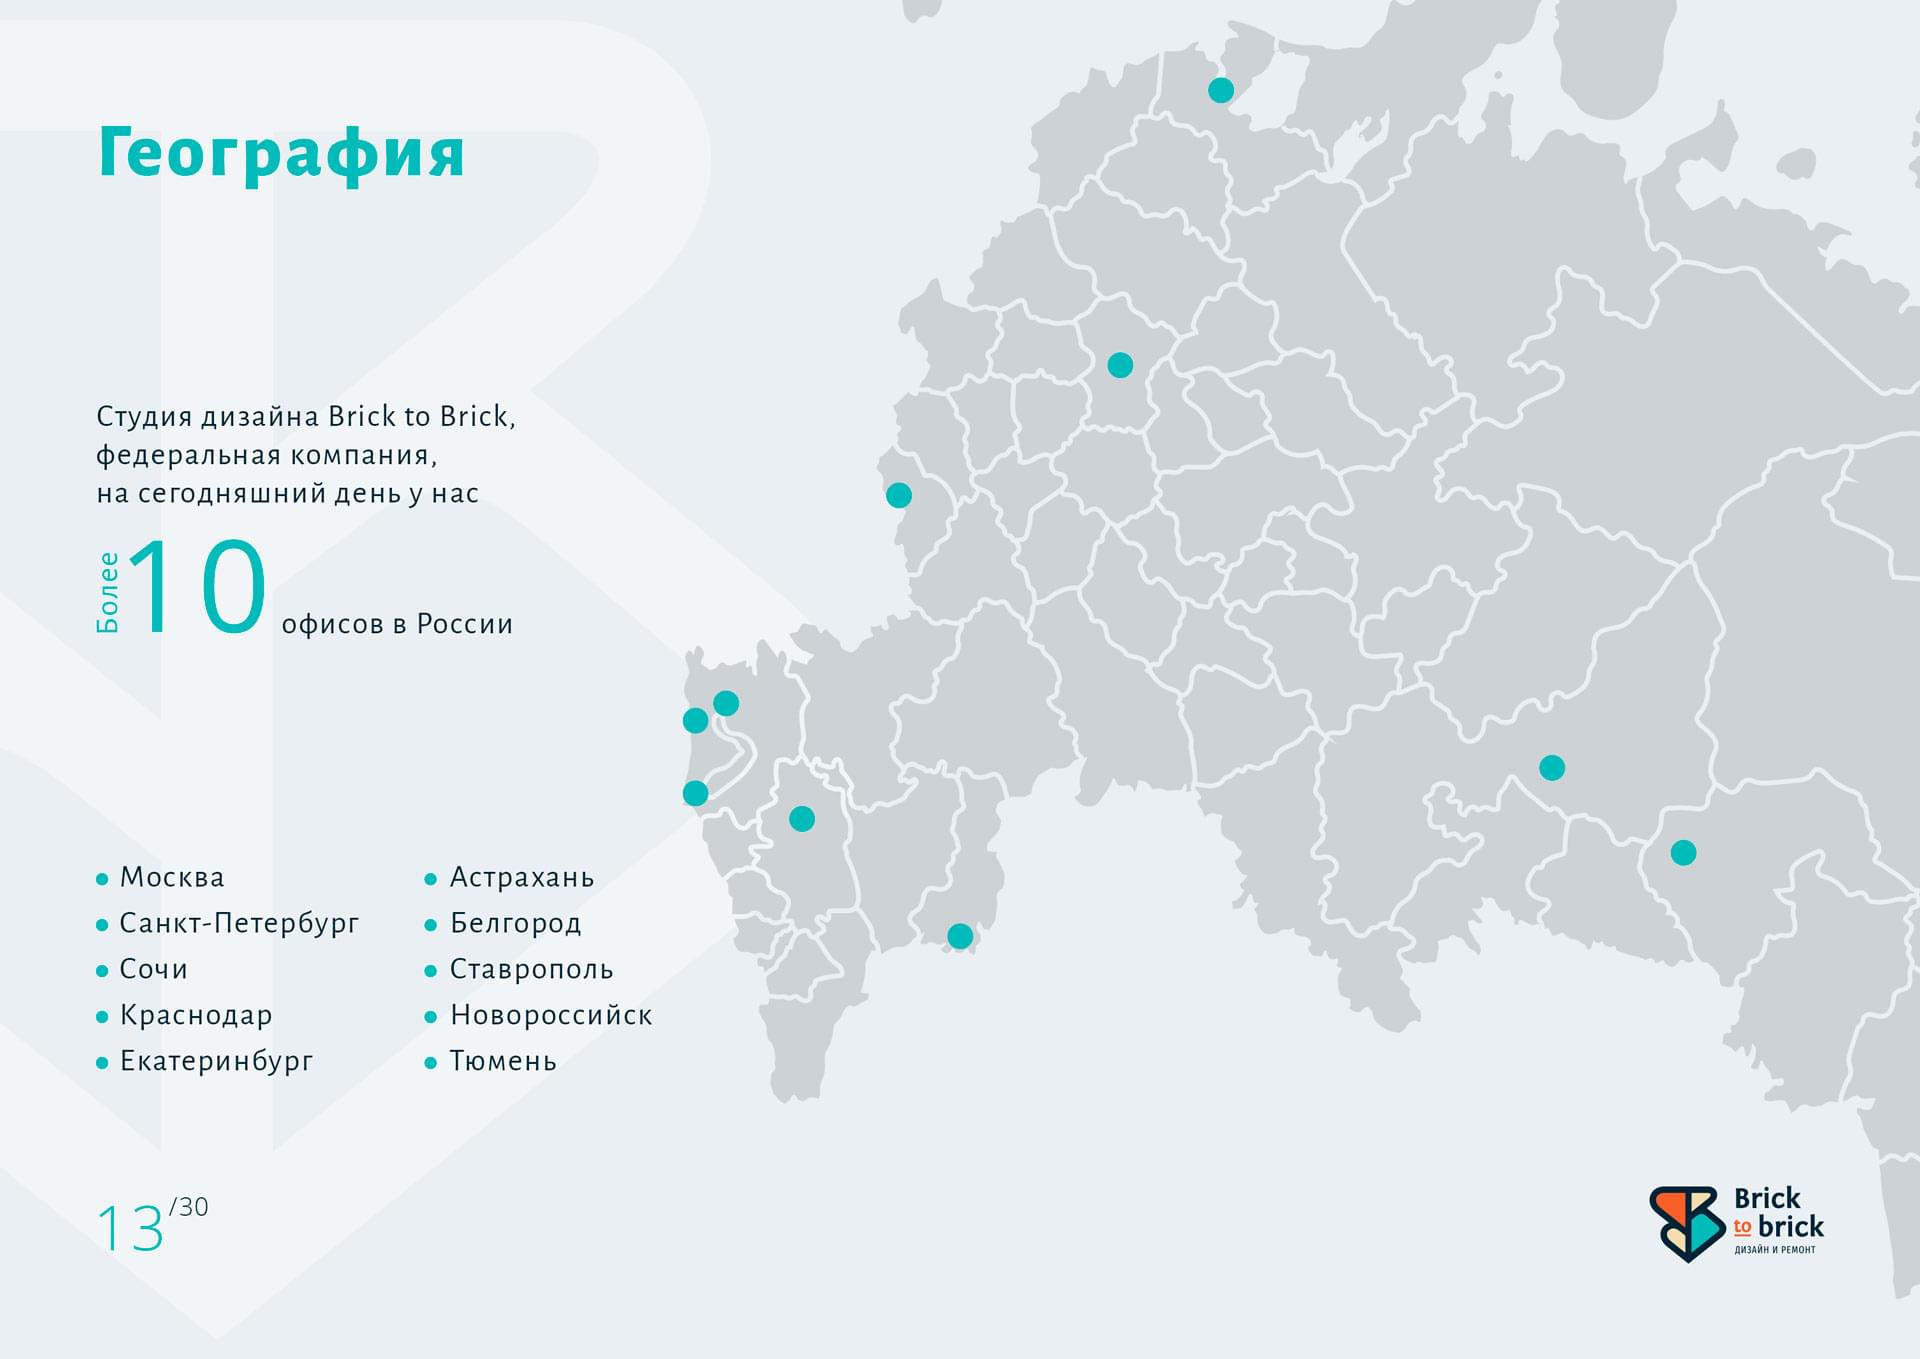 География
Студия дизайна Brick to Brick,
федеральная компания,
на сегодняшний день у нас
Более 10 офисов в России
Москва
Санкт-Петербург
Сочи
Краснодар
Екатеринбург
Астрахань
Белгород
Ставрополь
Новороссийск
Тюмень
13/30
Brick
to brick
ДИЗАЙН И РЕМОНТ